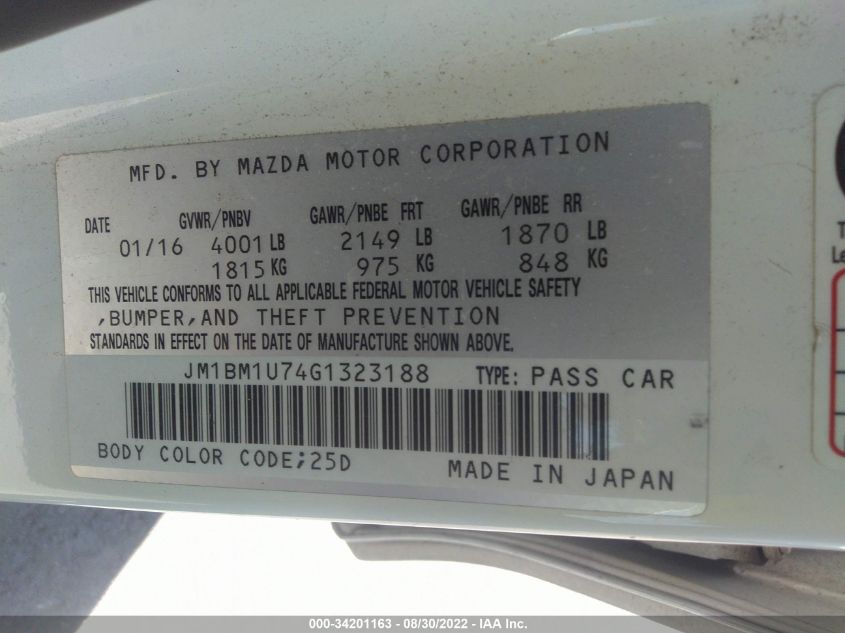 MFD. BY MAZDA MOTOR CORPORATION
DATE GVWR/PNBV GAWR/PNBE FRT GAWR/PNBE RR
01/16 4001 LB 2149 LB 1870 LB
1815 KG 975 KG 848 KG
THIS VEHICLE CONFORMS TO ALL APPLICABLE FEDERAL MOTOR VEHICLE SAFETY
,BUMPER,AND THEFT PREVENTION
STANDARDS IN EFFECT ON THE DATE OF MANUFACTURE SHOWN ABOVE.
JM1BM1U74G1323188 TYPE: PASS CAR
BODY COLOR CODE;25D MADE IN JAPAN
000-34201163 - 08/30/2022 - IAA Inc.